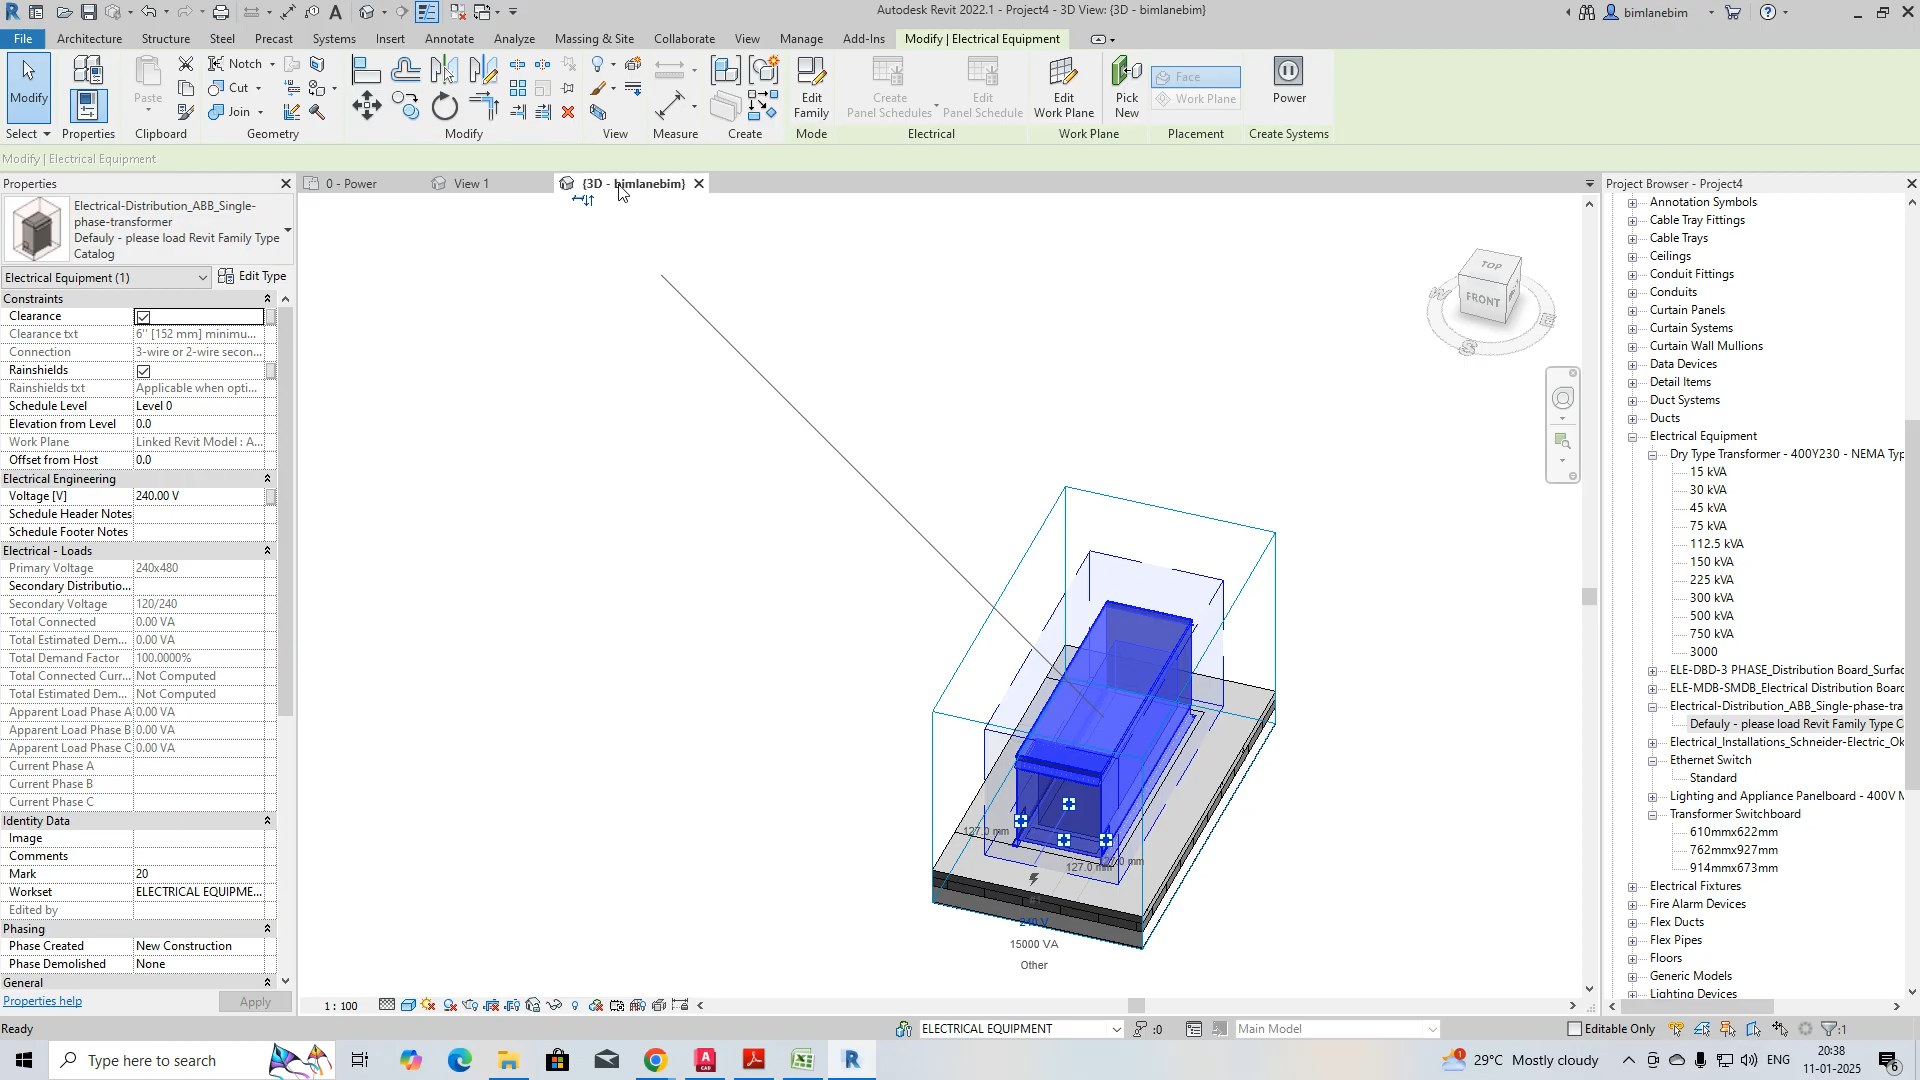 Autodesk Revit 2022.1 - Project4 - 3D View: {3D - bimlanebim}
bimlanebim
File Architecture Structure Steel Precast Systems Insert Annotate Analyze Massing & Site Collaborate View Manage Add-Ins Modify | Electrical Equipment
Modify
Paste
Notch
Cut
Join
Edit Family
Create Panel Schedules
Edit Panel Schedule
Edit Work Plane
Pick New
Face
Work Plane
Power
Select Properties Clipboard Geometry Modify View Measure Create Mode Electrical Work Plane Placement Create Systems
Modify | Electrical Equipment
Properties
0 - Power
View 1
{3D - bimlanebim}
Electrical-Distribution_ABB_Single-
phase-transformer
Defauly - please load Revit Family Type
Catalog
Electrical Equipment (1)
Edit Type
Constraints
Clearance
Clearance txt 6" [152 mm] minimu...
Connection 3-wire or 2-wire secon...
Rainshields
Rainshields txt Applicable when opti...
Schedule Level Level 0
Elevation from Level 0.0
Work Plane Linked Revit Model : A...
Offset from Host 0.0
Electrical Engineering
Voltage [V] 240.00 V
Schedule Header Notes
Schedule Footer Notes
Electrical - Loads
Primary Voltage 240x480
Secondary Distributio...
Secondary Voltage 120/240
Total Connected 0.00 VA
Total Estimated Dem... 0.00 VA
Total Demand Factor 100.0000%
Total Connected Curr... Not Computed
Total Estimated Dem... Not Computed
Apparent Load Phase A 0.00 VA
Apparent Load Phase B 0.00 VA
Apparent Load Phase C 0.00 VA
Current Phase A
Current Phase B
Current Phase C
Identity Data
Image
Comments
Mark 20
Workset ELECTRICAL EQUIPME...
Edited by
Phasing
Phase Created New Construction
Phase Demolished None
General
Properties help
Apply
TOP
FRONT
W
S
E
127.0 mm
127.0 mm
240 V
15000 VA
Other
Project Browser - Project4
Annotation Symbols
Cable Tray Fittings
Cable Trays
Ceilings
Conduit Fittings
Conduits
Curtain Panels
Curtain Systems
Curtain Wall Mullions
Data Devices
Detail Items
Duct Systems
Ducts
Electrical Equipment
Dry Type Transformer - 400Y230 - NEMA Typ
15 kVA
30 kVA
45 kVA
75 kVA
112.5 kVA
150 kVA
225 kVA
300 kVA
500 kVA
750 kVA
3000
ELE-DBD-3 PHASE_Distribution Board_Surfac
ELE-MDB-SMDB_Electrical Distribution Board
Electrical-Distribution_ABB_Single-phase-tra
Defauly - please load Revit Family Type C
Electrical_Installations_Schneider-Electric_Ok
Ethernet Switch
Standard
Lighting and Appliance Panelboard - 400V M
Transformer Switchboard
610mmx622mm
762mmx927mm
914mmx673mm
Electrical Fixtures
Fire Alarm Devices
Flex Ducts
Flex Pipes
Floors
Generic Models
Lighting Devices
1 : 100
Ready
ELECTRICAL EQUIPMENT
:0
Main Model
Editable Only
:1
Type here to search
29°C Mostly cloudy
ENG
20:38
11-01-2025
6